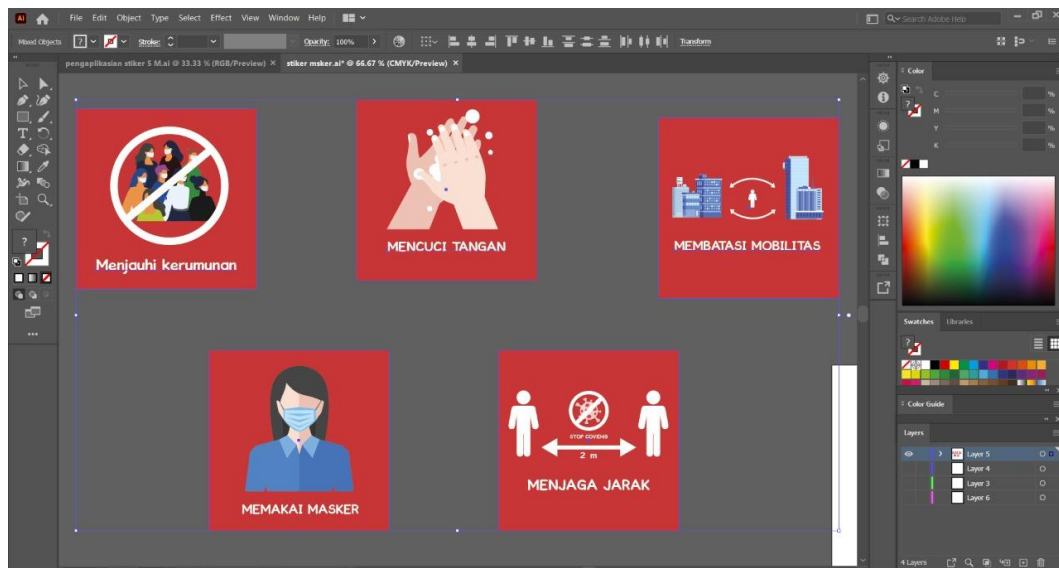 Ai File Edit Object Type Select Effect View Window Help Search Adobe Help
Mixed Objects ? Stroke: Opacity: 100% Transform
pengaplikasian stiker 5 M.ai @ 33.33 % (RGB/Preview) × stiker msker.ai* @ 66.67 % (CMYK/Preview) ×
Color
C %
M %
Y %
K %
Menjauhi kerumunan
MENCUCI TANGAN
MEMBATASI MOBILITAS
Swatches Libraries
Color Guide
Layers
Layer 5
Layer 4
Layer 3
Layer 6
MEMAKAI MASKER
2 m
MENJAGA JARAK
4 Layers